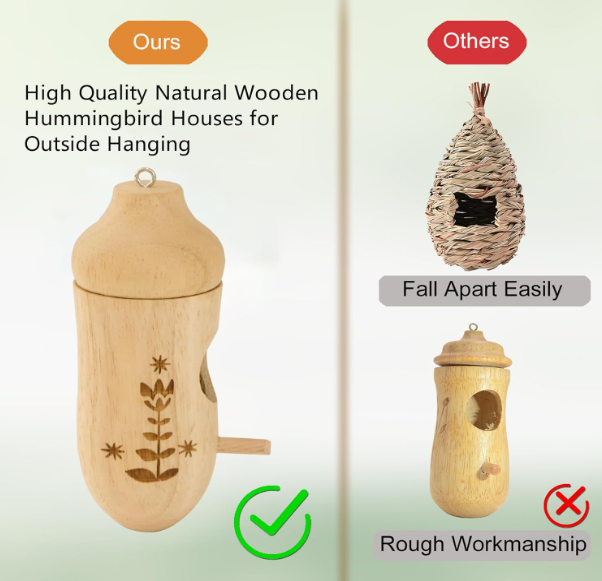 Ours
High Quality Natural Wooden
Hummingbird Houses for
Outside Hanging
Others
Fall Apart Easily
Rough Workmanship